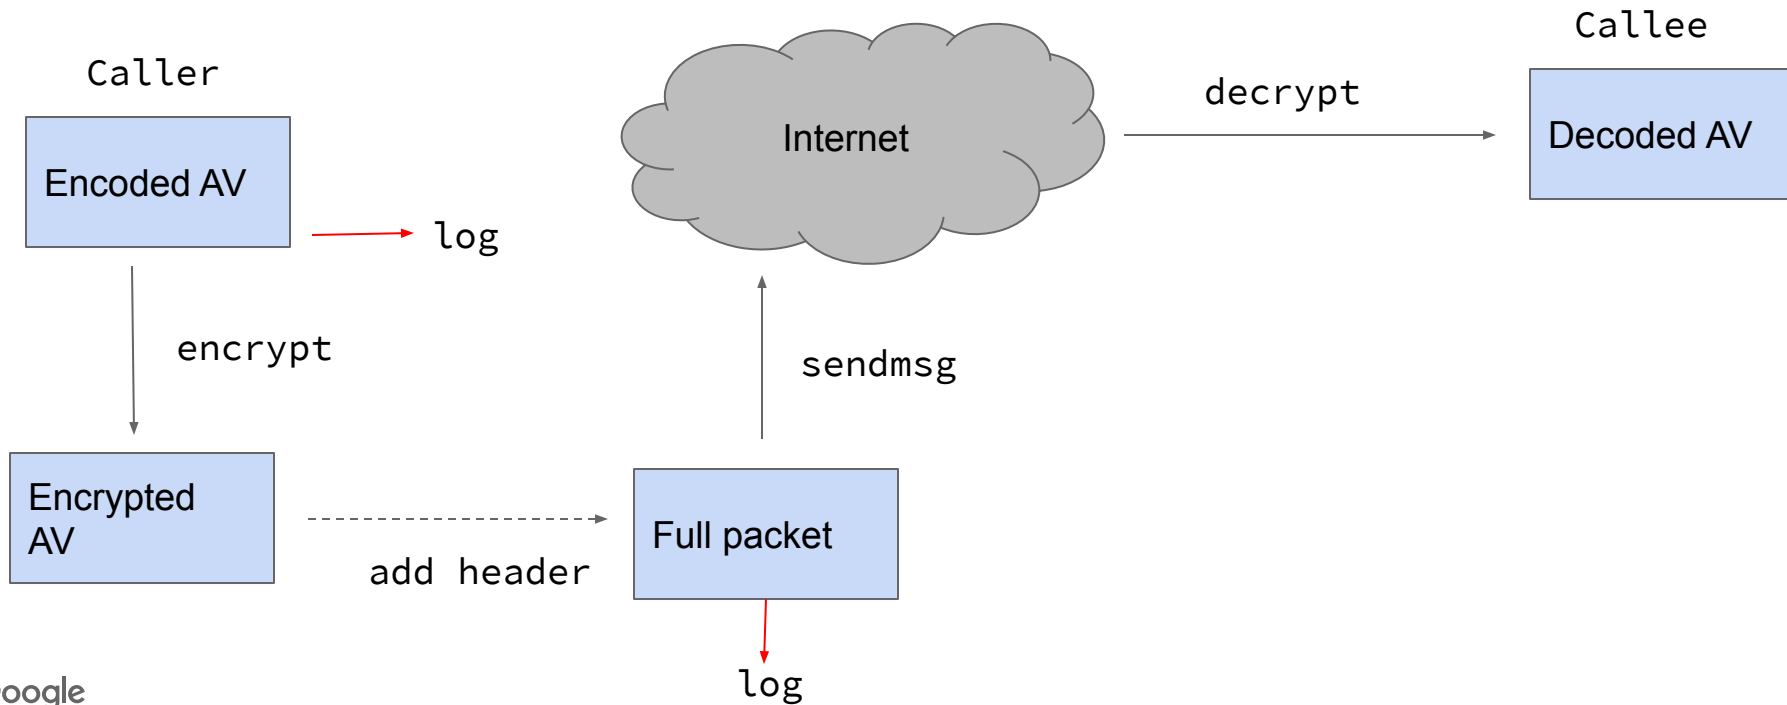 Callee
Caller
decrypt
Internet
Decoded AV
Encoded AV
log
encrypt
sendmsg
Encrypted
AV
Full packet
add header
log